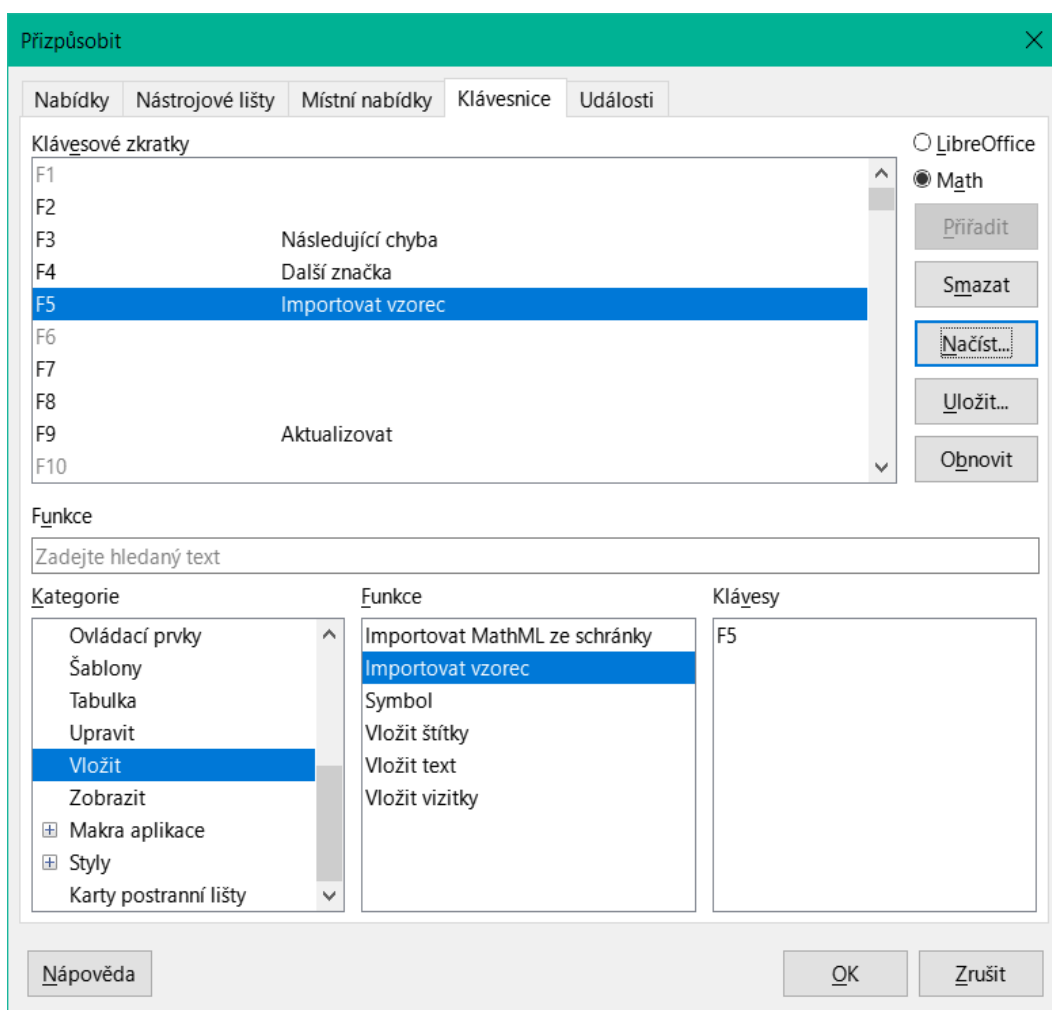 Přizpůsobit
Nabídky Nástrojové lišty Místní nabídky Klávesnice Události
Klávesové zkratky
LibreOffice
Math
F1
F2
F3 Následující chyba
F4 Další značka
F5 Importovat vzorec
F6
F7
F8
F9 Aktualizovat
F10
Přiřadit
Smazat
Načíst...
Uložit...
Obnovit
Funkce
Zadejte hledaný text
Kategorie
Ovládací prvky
Šablony
Tabulka
Upravit
Vložit
Zobrazit
Makra aplikace
Styly
Karty postranní lišty
Funkce
Importovat MathML ze schránky
Importovat vzorec
Symbol
Vložit štítky
Vložit text
Vložit vizitky
Klávesy
F5
Nápověda OK Zrušit